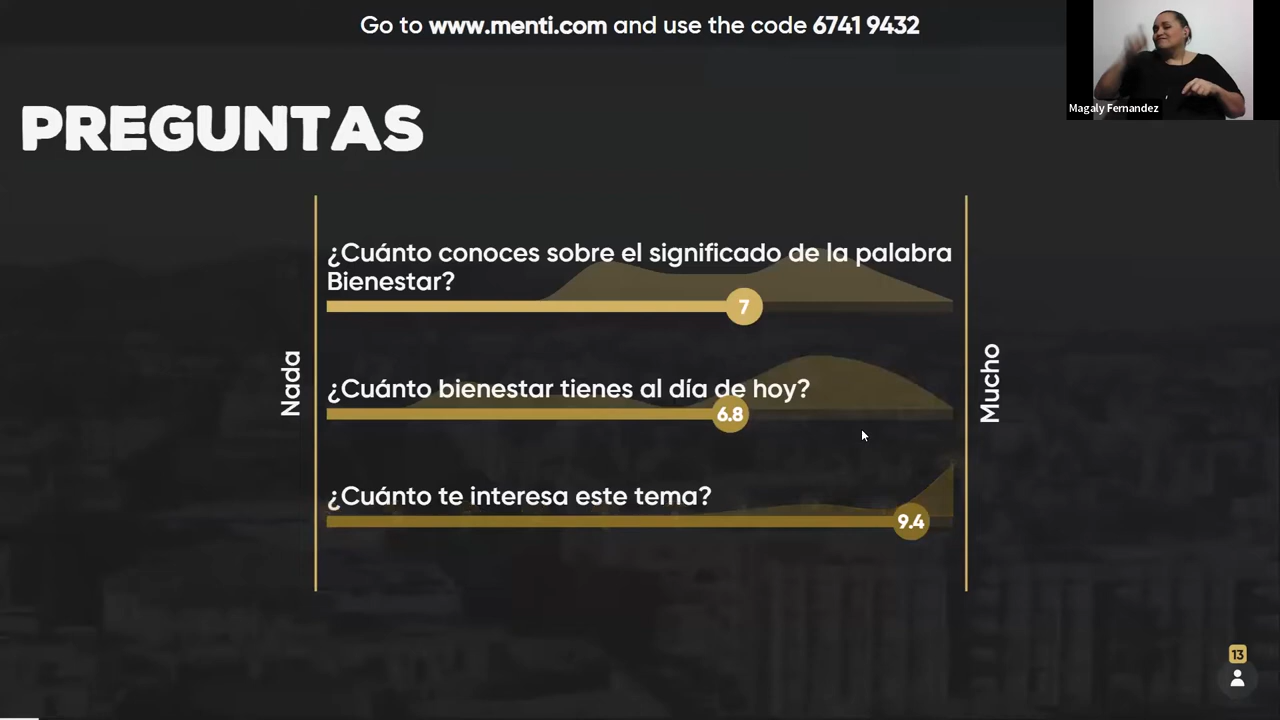 Go to www.menti.com and use the code 6741 9432
Magaly Fernandez
PREGUNTAS
¿Cuánto conoces sobre el significado de la palabra
Bienestar?
7
Nada
Mucho
¿Cuánto bienestar tienes al día de hoy?
6.8
¿Cuánto te interesa este tema?
9.4
13